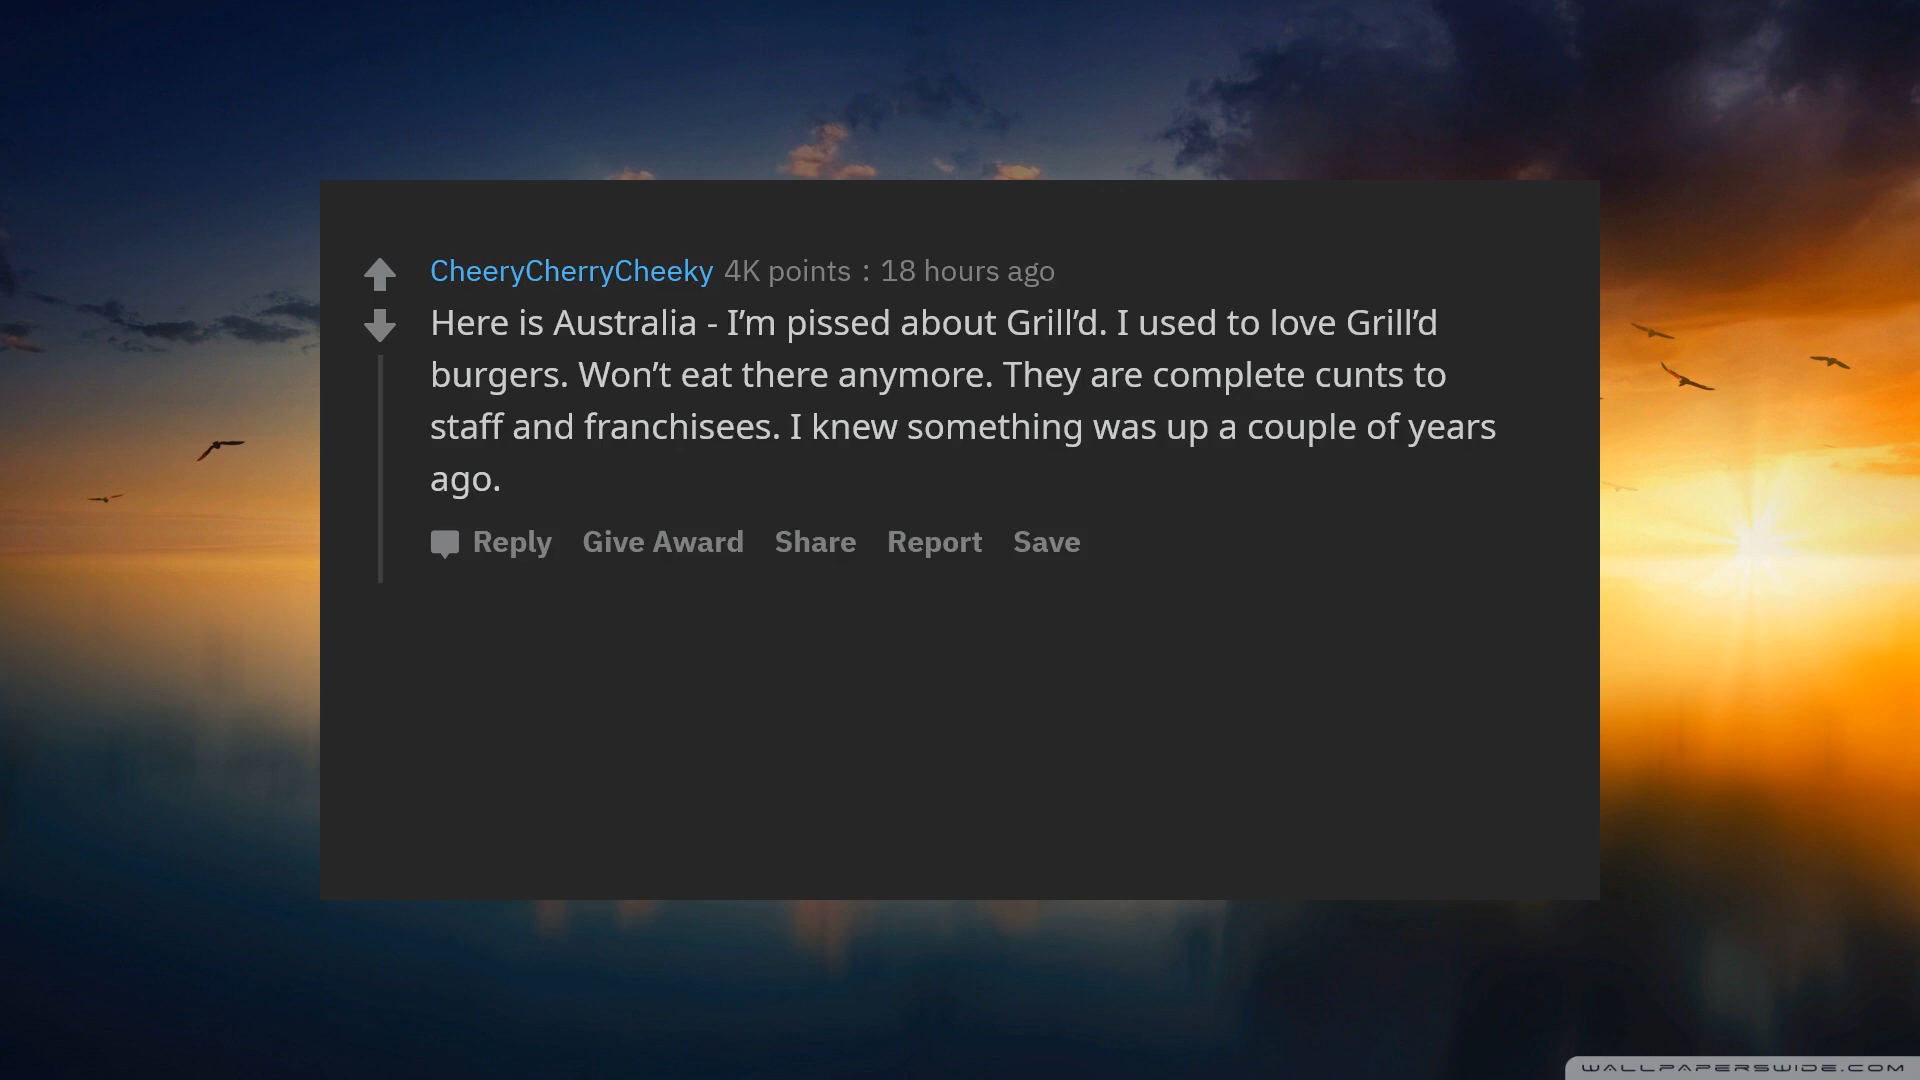 CheeryCherryCheeky 4K points : 18 hours ago
Here is Australia - I’m pissed about Grill’d. I used to love Grill’d
burgers. Won’t eat there anymore. They are complete cunts to
staff and franchisees. I knew something was up a couple of years
ago.
Reply Give Award Share Report Save
WALLPAPERSWIDE.COM